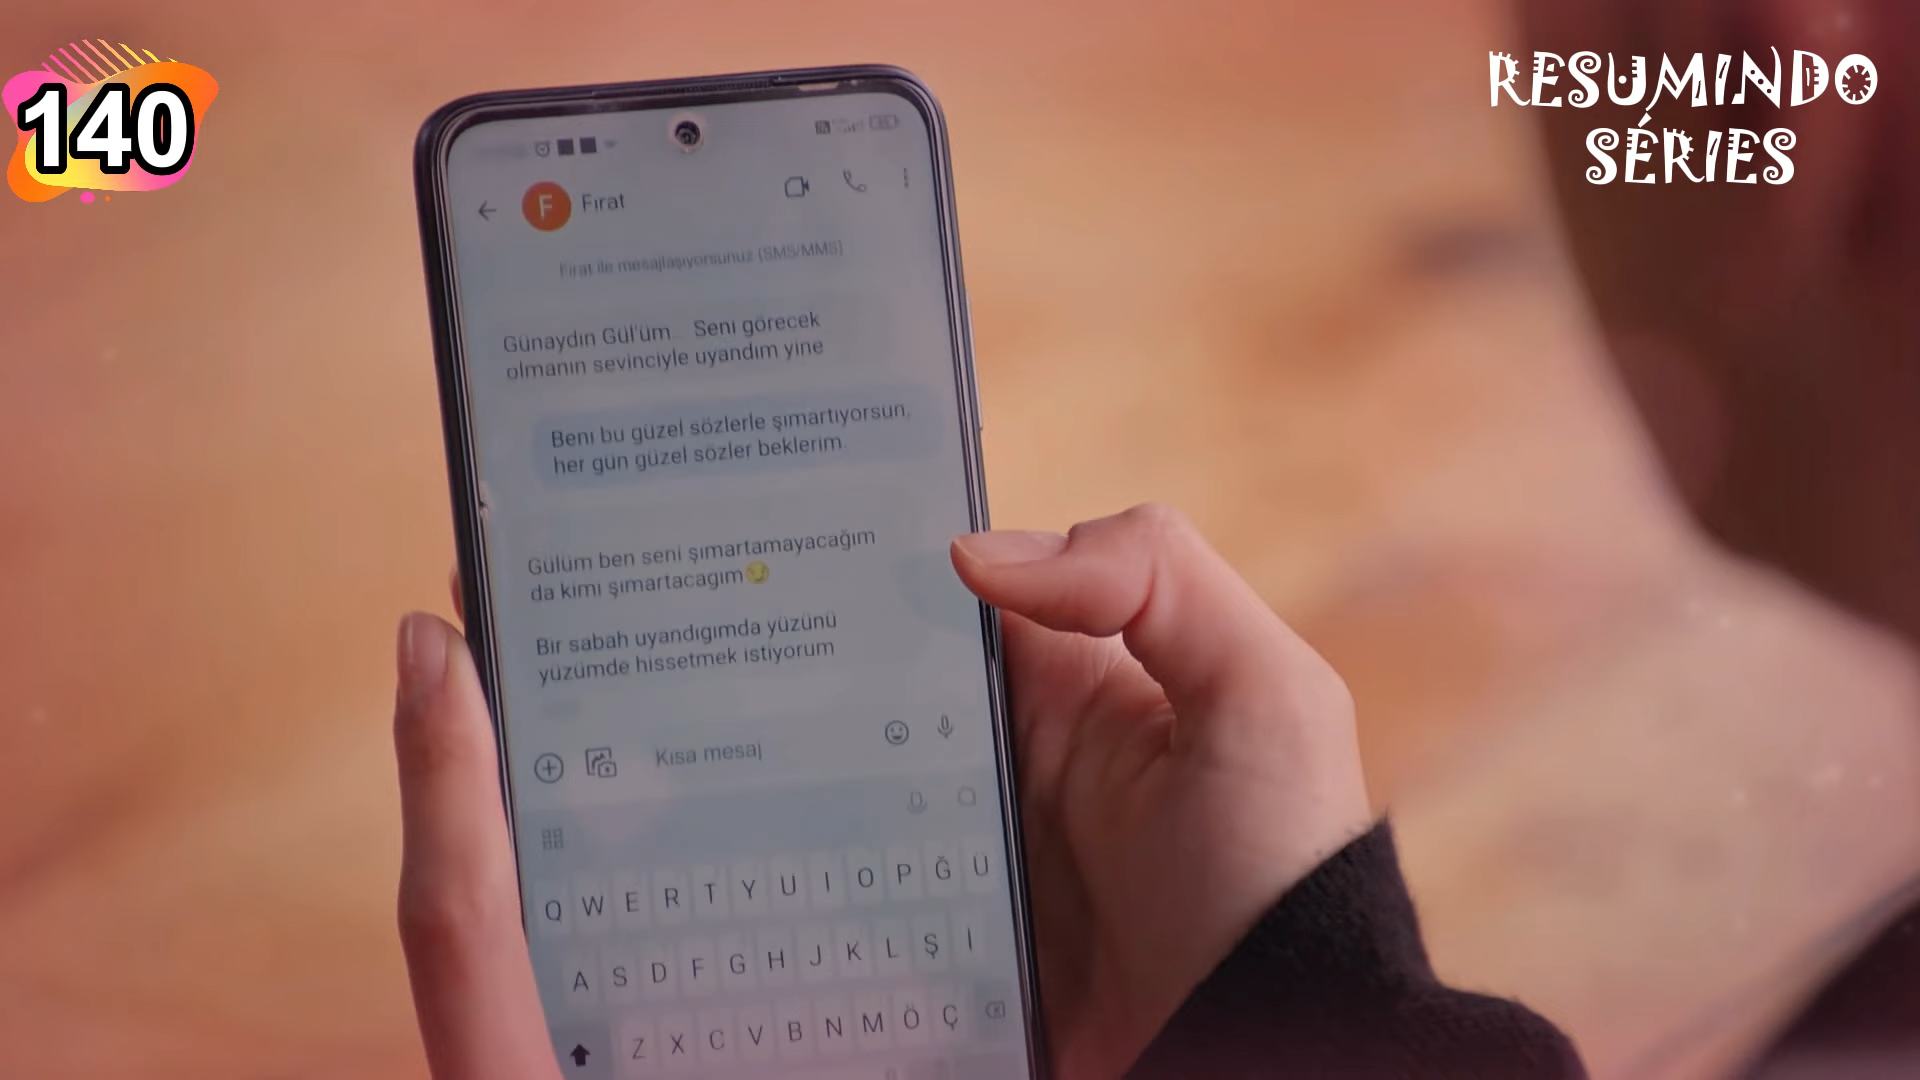 140
RESUMINDO
SÉRIES
F
Fırat
Fırat ile mesajlaşıyorsunuz (SMS/MMS)
Günaydın Gül'üm Seni görecek
olmanın sevinciyle uyandım yine
Beni bu güzel sözlerle şımartıyorsun,
her gün güzel sözler beklerim.
Gülüm ben seni şımartamayacağım
da kimi şımartacagım😏
Bir sabah uyandıgımda yüzünü
yüzümde hissetmek istiyorum
Kısa mesaj
Q W E R T Y U I O P Ğ Ü
A S D F G H J K L Ş İ
Z X C V B N M Ö Ç